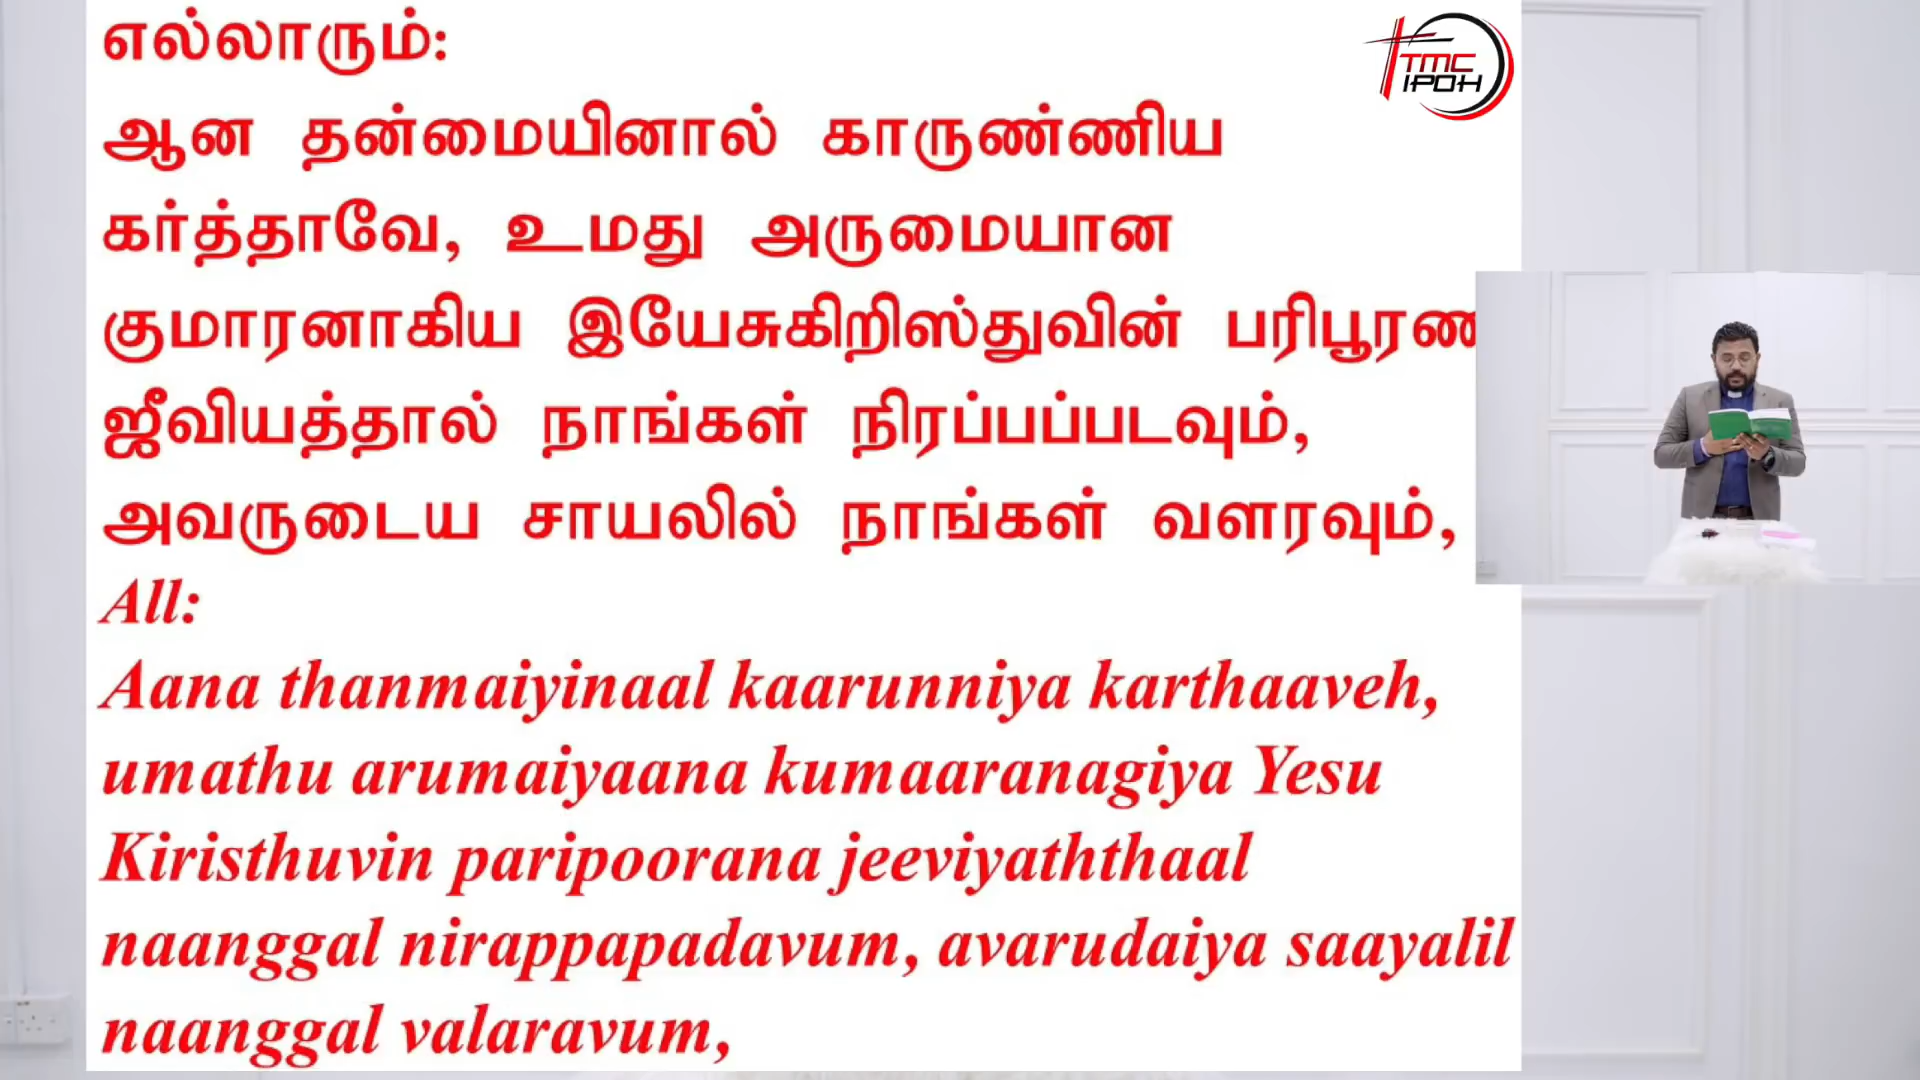 எல்லாரும்:
ஆன தன்மையினால் காருண்ணிய
கர்த்தாவே, உமது அருமையான
குமாரனாகிய இயேசுகிறிஸ்துவின் பரிபூரண
ஜீவியத்தால் நாங்கள் நிரப்பப்படவும்,
அவருடைய சாயலில் நாங்கள் வளரவும்,
All:
Aana thanmaiyinaal kaarunniya karthaaveh,
umathu arumaiyaana kumaaranagiya Yesu
Kiristhuvin paripoorana jeeviyaththaal
naanggal nirappapadavum, avarudaiya saayalil
naanggal valaravum,
TMC
IPOH